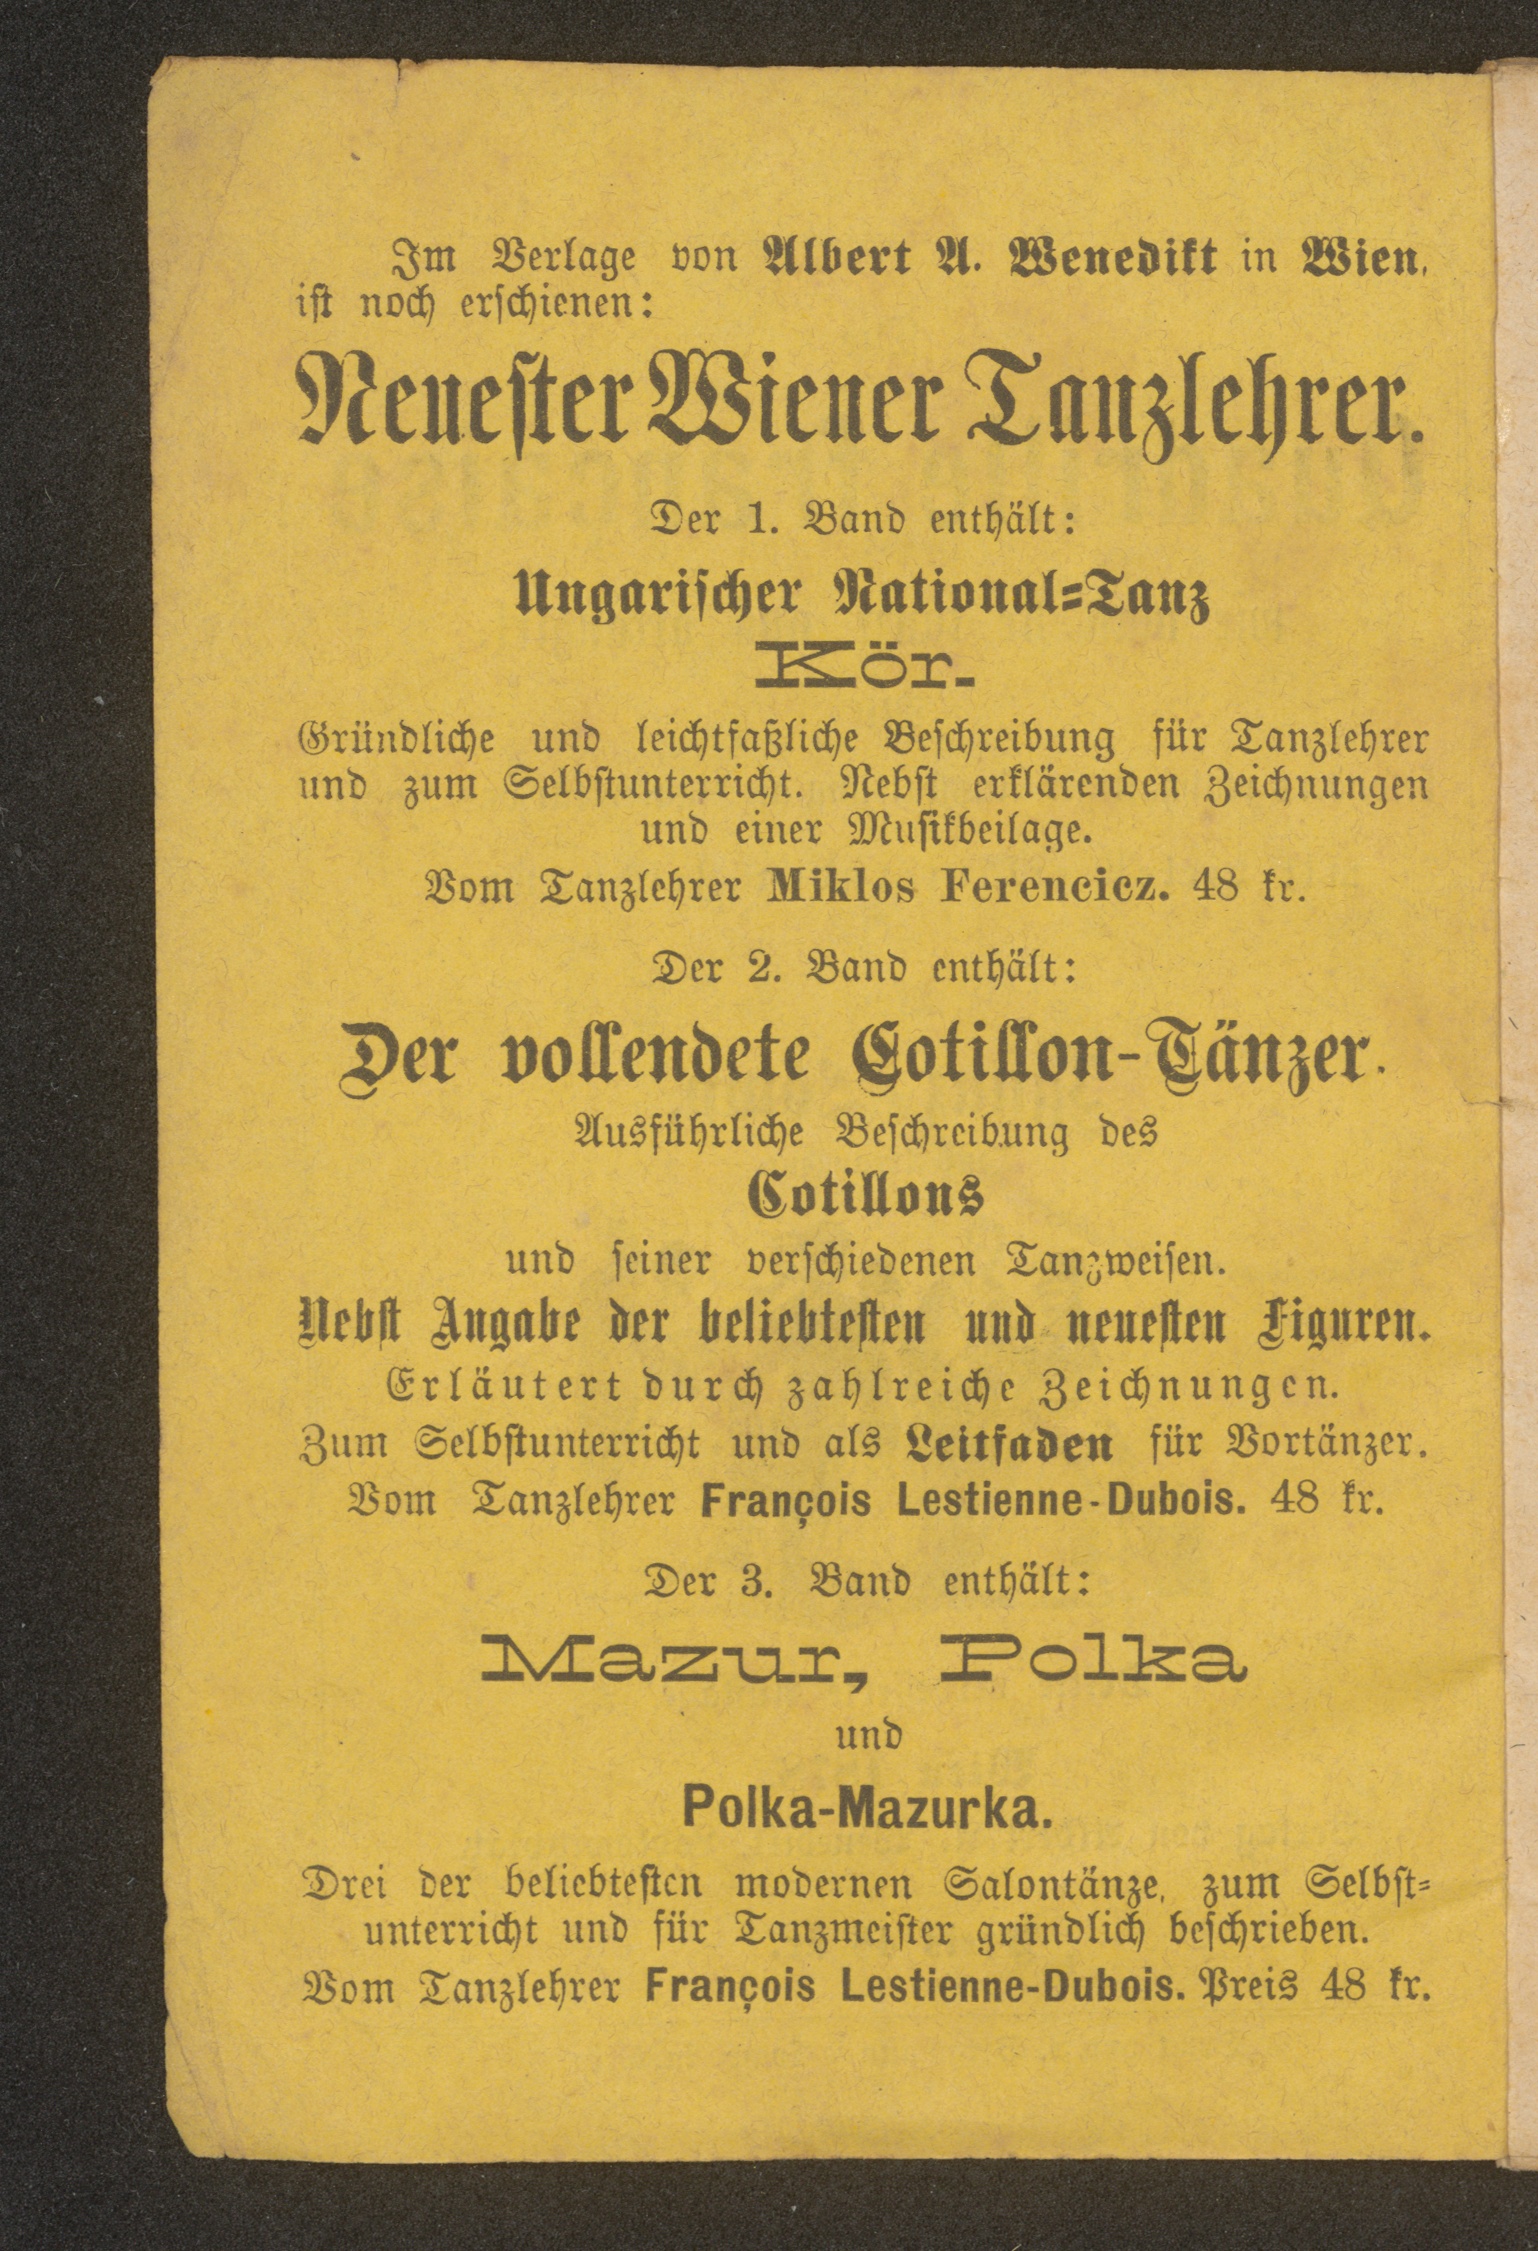 Im Verlage von Albert A. Wenedikt in Wien,
ist noch erschienen:
Neuester Wiener Tanzlehrer.
Der 1. Band enthält:
Ungarischer National-Tanz
Kör.
Gründliche und leichtfaßliche Beschreibung für Tanzlehrer
und zum Selbstunterricht. Nebst erklärenden Zeichnungen
und einer Musikbeilage.
Vom Tanzlehrer Miklos Ferencicz. 48 kr.
Der 2. Band enthält:
Der vollendete Cotillon-Tänzer.
Ausführliche Beschreibung des
Cotillons
und seiner verschiedenen Tanzweisen.
Nebst Angabe der beliebtesten und neuesten Figuren.
Erläutert durch zahlreiche Zeichnungen.
Zum Selbstunterricht und als Leitfaden für Vortänzer.
Vom Tanzlehrer François Lestienne-Dubois. 48 kr.
Der 3. Band enthält:
Mazur, Polka
und
Polka-Mazurka.
Drei der beliebtesten modernen Salontänze, zum Selbst-
unterricht und für Tanzmeister gründlich beschrieben.
Vom Tanzlehrer François Lestienne-Dubois. Preis 48 kr.